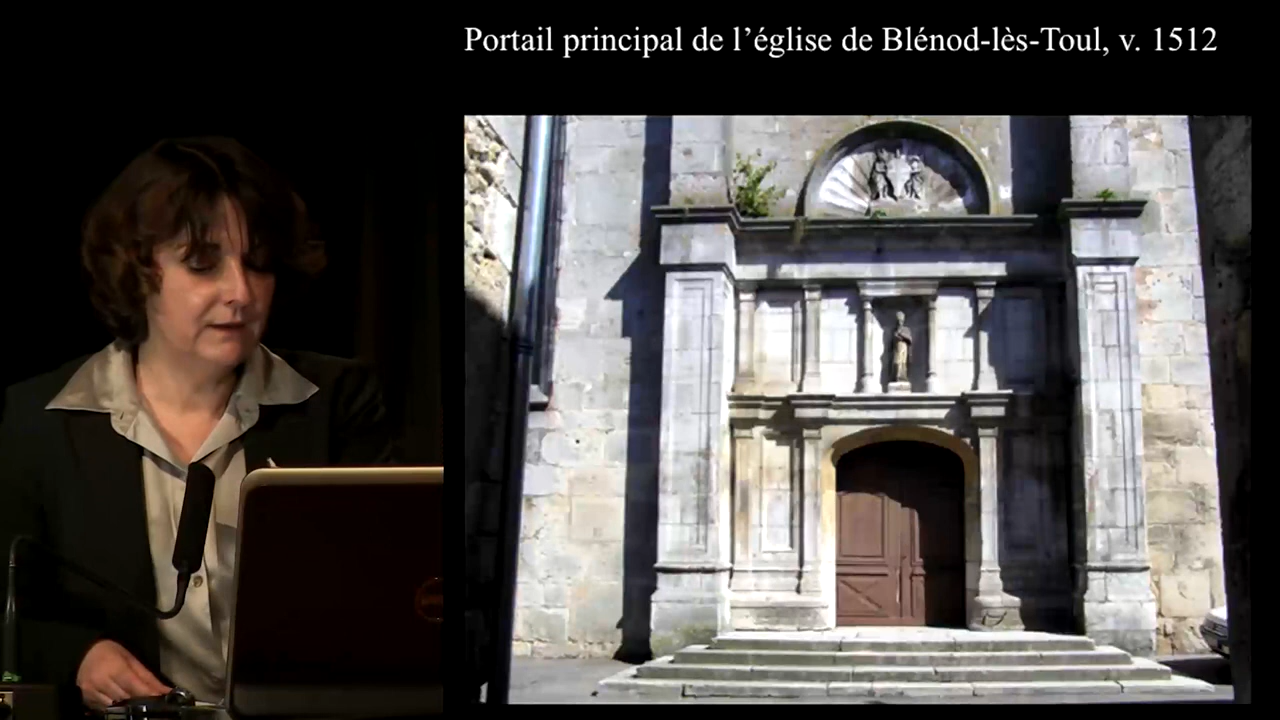 Portail principal de l’église de Blénod-lès-Toul, v. 1512